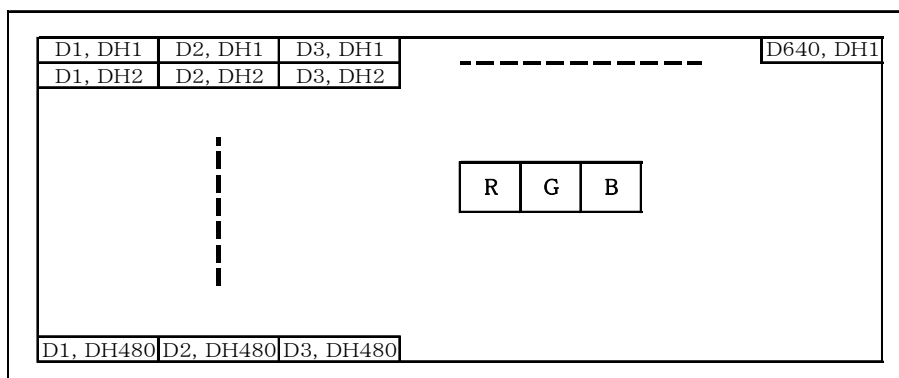 D1, DH1 D2, DH1 D3, DH1 D640, DH1
D1, DH2 D2, DH2 D3, DH2
R G B
D1, DH480 D2, DH480 D3, DH480